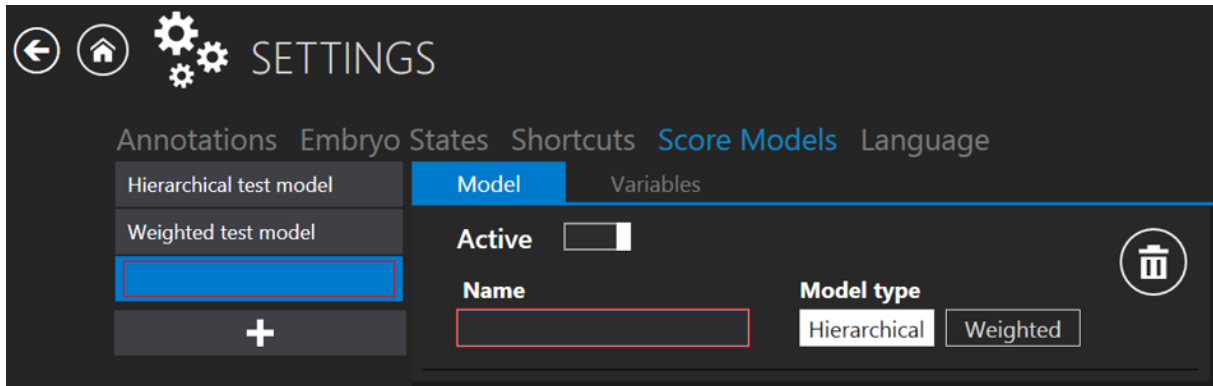 SETTINGS
Annotations Embryo States Shortcuts Score Models Language
Hierarchical test model
Model Variables
Weighted test model
Active
Name Model type
Hierarchical Weighted